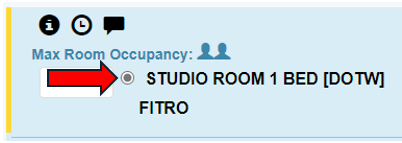 Max Room Occupancy:
STUDIO ROOM 1 BED [DOTW]
FITRO